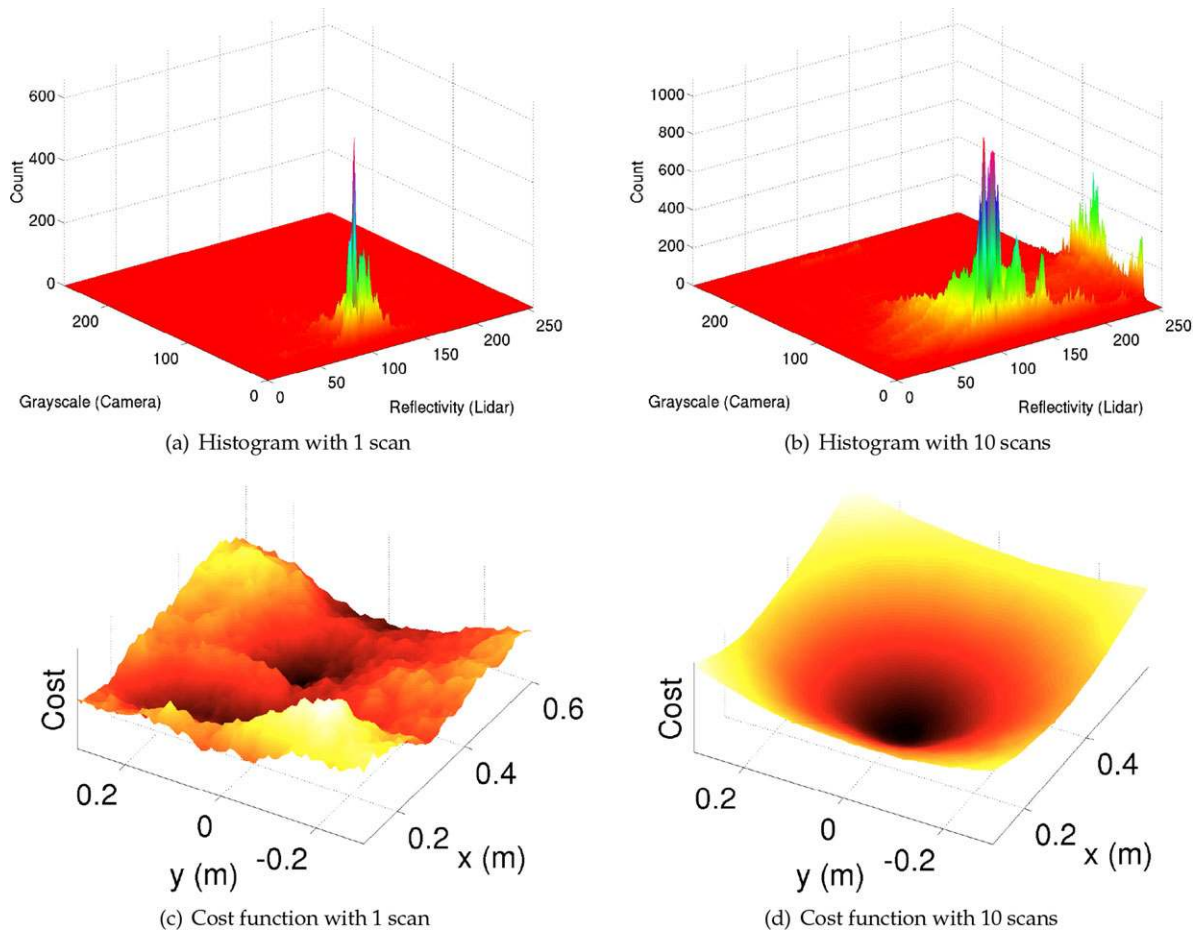 600
400
200
0
Count
200
100
0
Grayscale (Camera)
0
50
100
150
200
250
Reflectivity (Lidar)
(a) Histogram with 1 scan
1000
800
600
400
200
0
Count
200
100
0
Grayscale (Camera)
0
50
100
150
200
250
Reflectivity (Lidar)
(b) Histogram with 10 scans
Cost
0.2
0
-0.2
y (m)
0.2
0.4
0.6
x (m)
(c) Cost function with 1 scan
Cost
0.2
0
-0.2
y (m)
0.2
0.4
x (m)
(d) Cost function with 10 scans